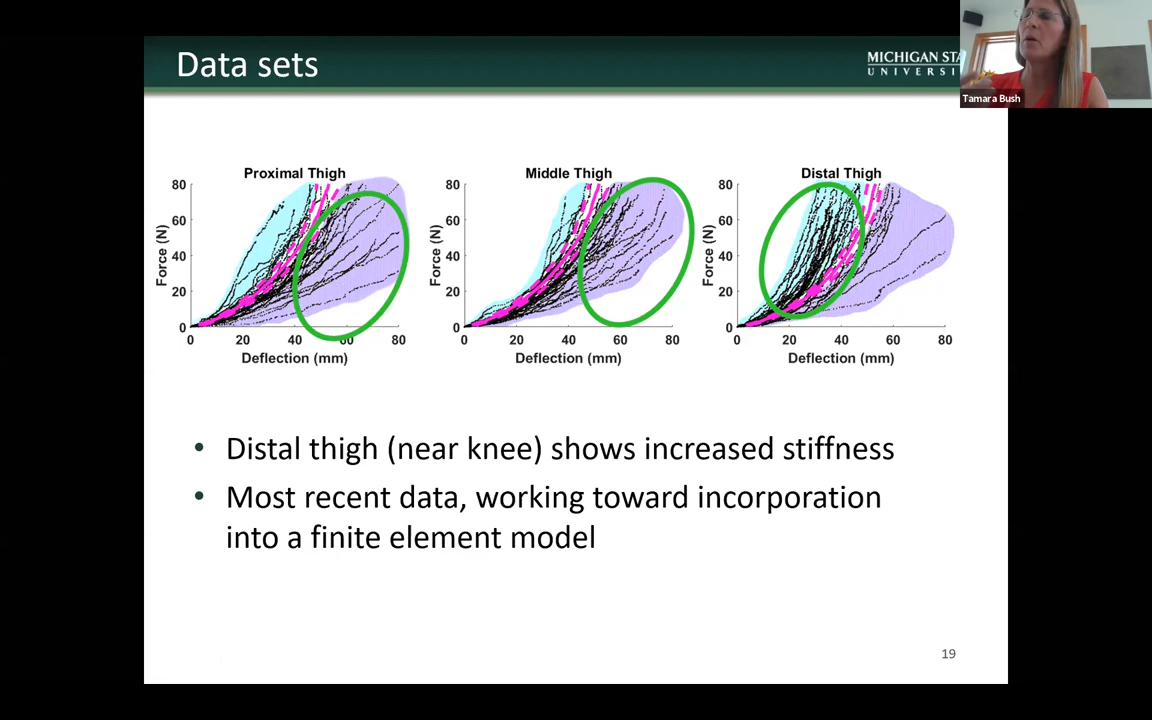 Data sets
MICHIGAN STA
UNIVERSI
Tamara Bush
Proximal Thigh
80
60
40
20
0
Force (N)
0 20 40 60 80
Deflection (mm)
Middle Thigh
80
60
40
20
0
Force (N)
0 20 40 60 80
Deflection (mm)
Distal Thigh
80
60
40
20
0
Force (N)
0 20 40 60 80
Deflection (mm)
• Distal thigh (near knee) shows increased stiffness
• Most recent data, working toward incorporation
into a finite element model
19